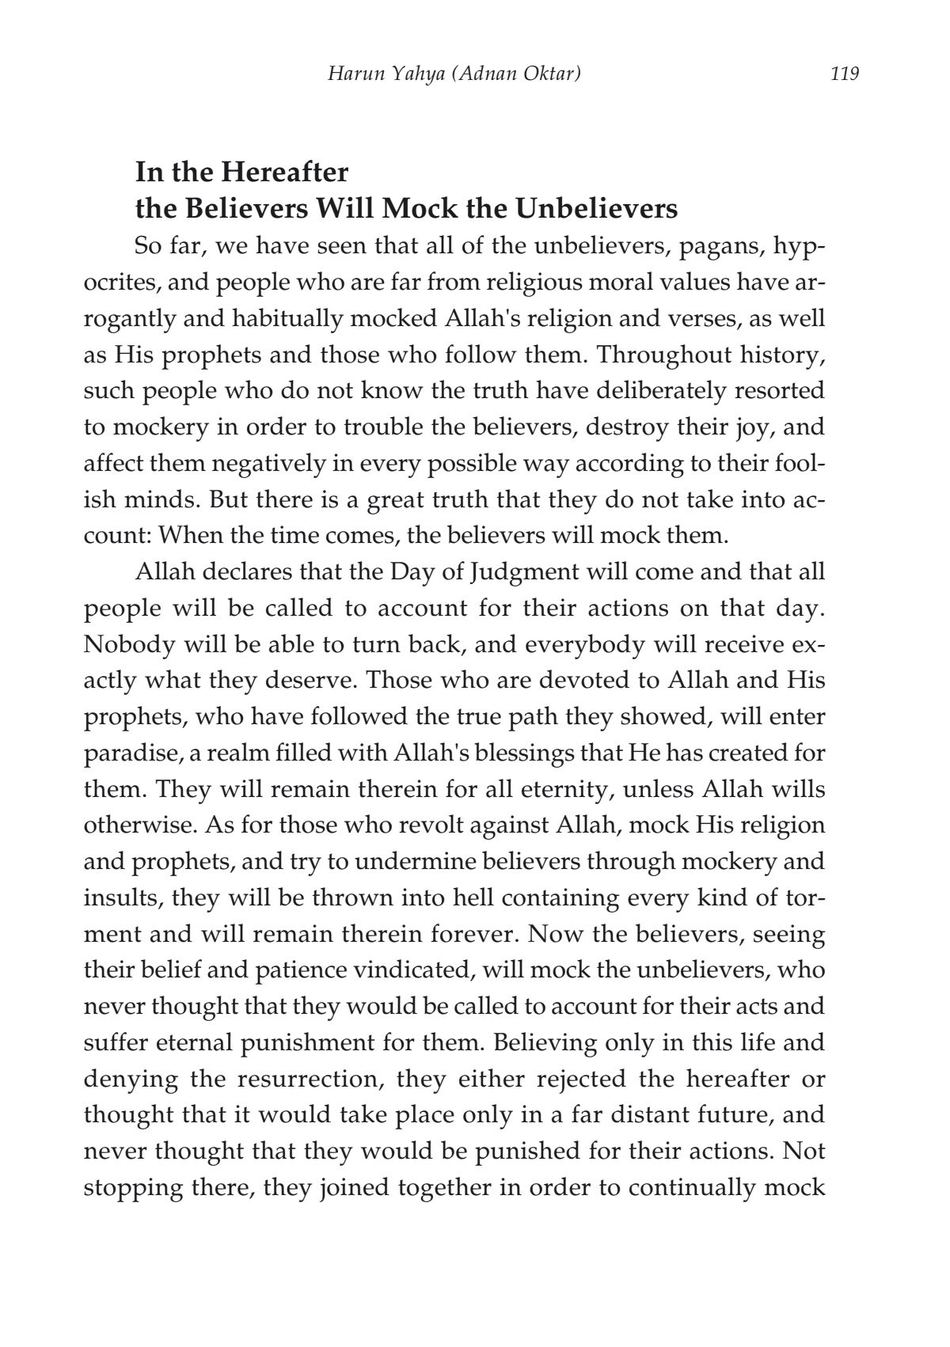 Harun Yahya (Adnan Oktar) 119
In the Hereafter
the Believers Will Mock the Unbelievers
So far, we have seen that all of the unbelievers, pagans, hyp-
ocrites, and people who are far from religious moral values have ar-
rogantly and habitually mocked Allah's religion and verses, as well
as His prophets and those who follow them. Throughout history,
such people who do not know the truth have deliberately resorted
to mockery in order to trouble the believers, destroy their joy, and
affect them negatively in every possible way according to their fool-
ish minds. But there is a great truth that they do not take into ac-
count: When the time comes, the believers will mock them.
Allah declares that the Day of Judgment will come and that all
people will be called to account for their actions on that day.
Nobody will be able to turn back, and everybody will receive ex-
actly what they deserve. Those who are devoted to Allah and His
prophets, who have followed the true path they showed, will enter
paradise, a realm filled with Allah's blessings that He has created for
them. They will remain therein for all eternity, unless Allah wills
otherwise. As for those who revolt against Allah, mock His religion
and prophets, and try to undermine believers through mockery and
insults, they will be thrown into hell containing every kind of tor-
ment and will remain therein forever. Now the believers, seeing
their belief and patience vindicated, will mock the unbelievers, who
never thought that they would be called to account for their acts and
suffer eternal punishment for them. Believing only in this life and
denying the resurrection, they either rejected the hereafter or
thought that it would take place only in a far distant future, and
never thought that they would be punished for their actions. Not
stopping there, they joined together in order to continually mock